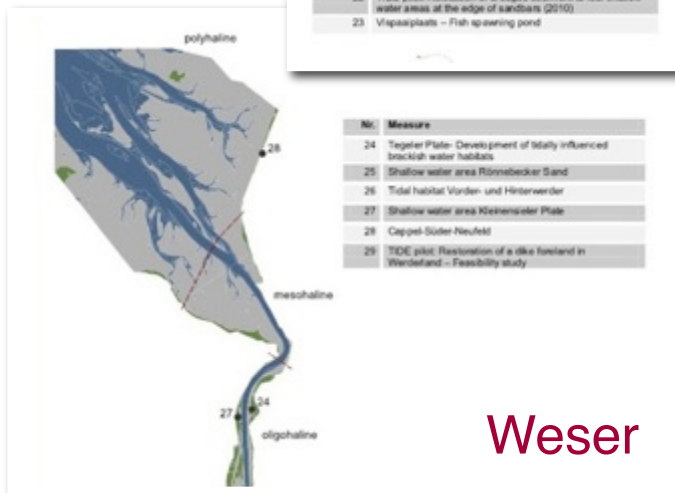 water areas at the edge of sandbars (2010)
23 Vispaaiplaats – Fish spawning pond
polyhaline
28
Nr. Measure
24 Tegeler Plate- Development of tidally influenced
brackish water habitats
25 Shallow water area Rönnebecker Sand
26 Tidal habitat Vorder- und Hinterwerder
27 Shallow water area Kleinensieler Plate
28 Cappel-Süder-Neufeld
29 TIDE pilot: Restoration of a dike foreland in
Werderland – Feasibility study
mesohaline
24
27
oligohaline
Weser